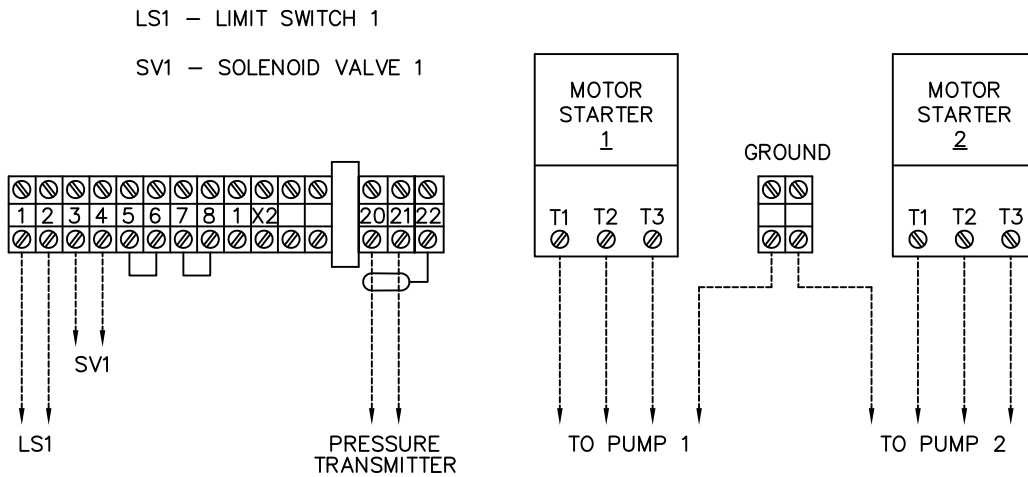 LS1 – LIMIT SWITCH 1
SV1 – SOLENOID VALVE 1
MOTOR
STARTER
1
MOTOR
STARTER
2
GROUND
1 2 3 4 5 6 7 8 1 X2 20 21 22
T1 T2 T3
T1 T2 T3
SV1
LS1
PRESSURE
TRANSMITTER
TO PUMP 1
TO PUMP 2